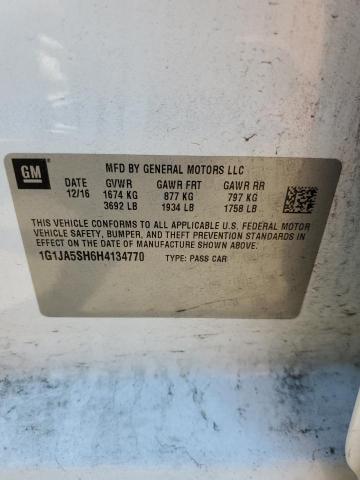 GM MFD BY GENERAL MOTORS LLC
DATE GVWR GAWR FRT GAWR RR
12/16 1674 KG 877 KG 797 KG
3692 LB 1934 LB 1758 LB
THIS VEHICLE CONFORMS TO ALL APPLICABLE U.S. FEDERAL MOTOR
VEHICLE SAFETY, BUMPER, AND THEFT PREVENTION STANDARDS IN
EFFECT ON THE DATE OF MANUFACTURE SHOWN ABOVE.
1G1JA5SH6H4134770 TYPE: PASS CAR